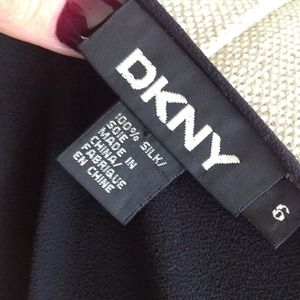 DKNY
6
100% SILK/
SOIE
MADE IN
CHINA/
FABRIQUE
EN CHINE